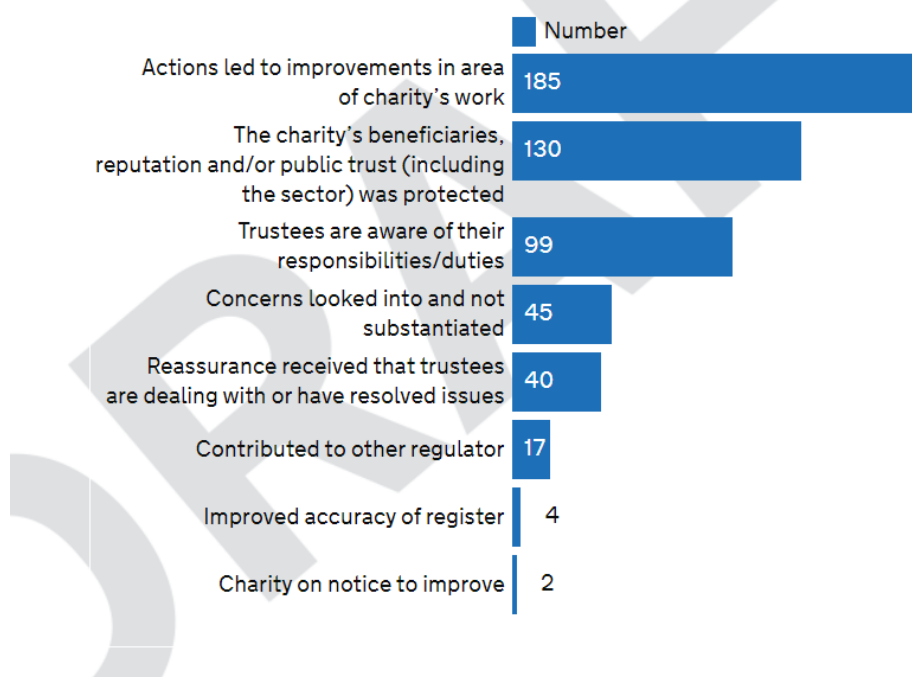 Number
Actions led to improvements in area
of charity’s work
185
The charity’s beneficiaries,
reputation and/or public trust (including
the sector) was protected
130
Trustees are aware of their
responsibilities/duties
99
Concerns looked into and not
substantiated
45
Reassurance received that trustees
are dealing with or have resolved issues
40
Contributed to other regulator
17
Improved accuracy of register
4
Charity on notice to improve
2